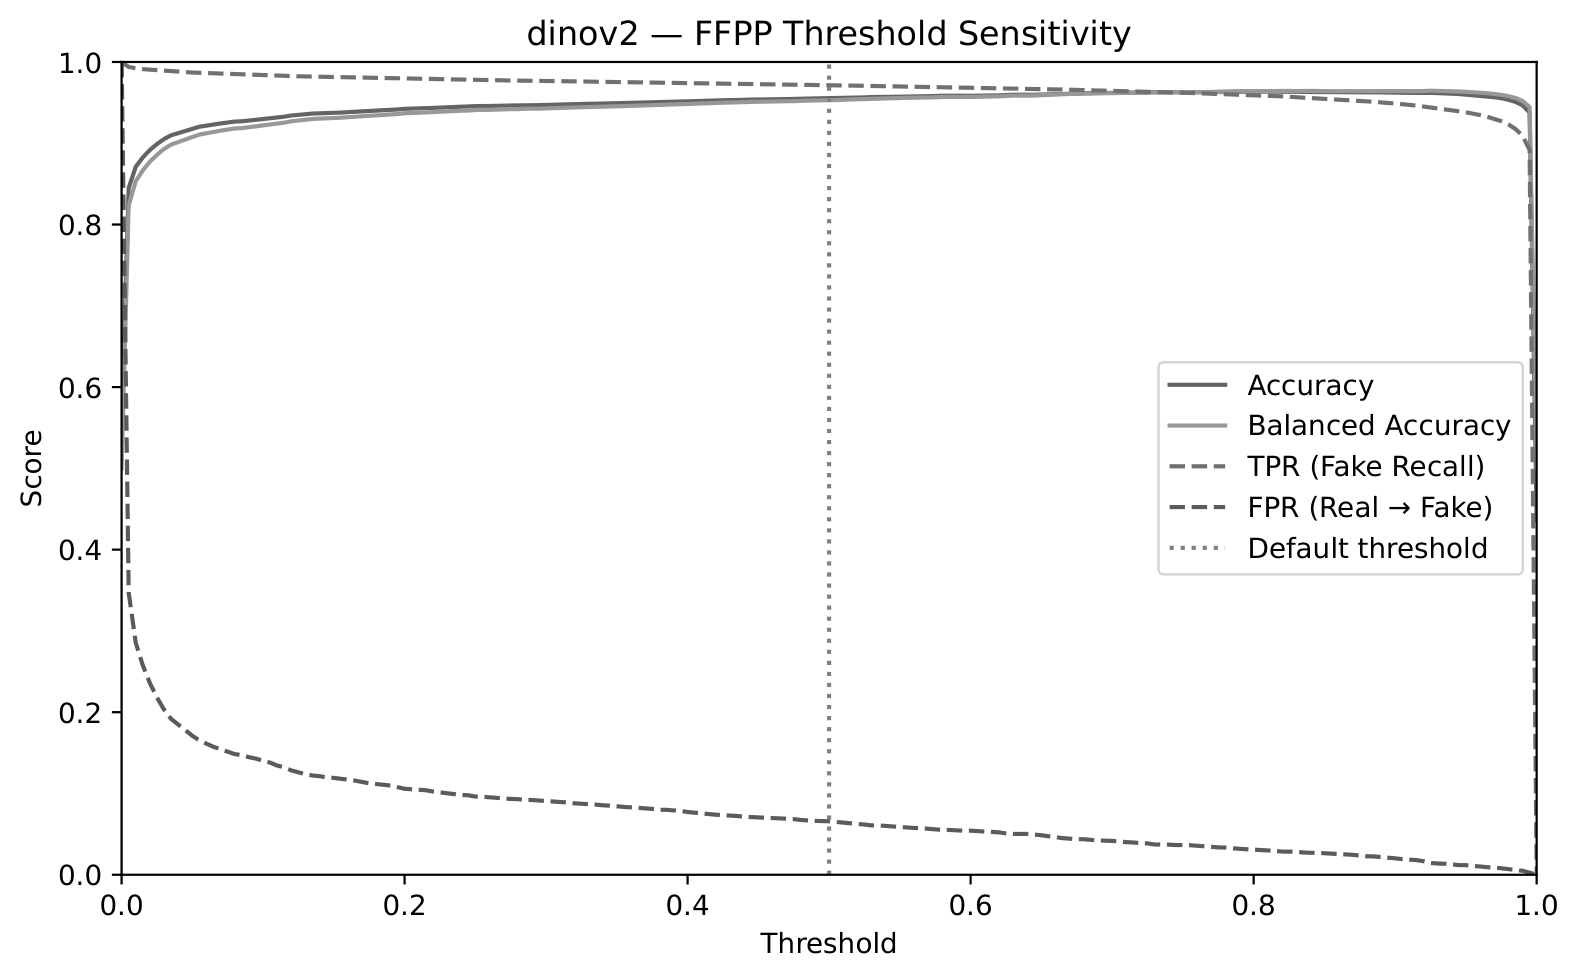 dinov2 — FFPP Threshold Sensitivity
1.0
0.8
0.6
0.4
0.2
0.0
Score
Accuracy
Balanced Accuracy
TPR (Fake Recall)
FPR (Real → Fake)
Default threshold
0.0 0.2 0.4 0.6 0.8 1.0
Threshold